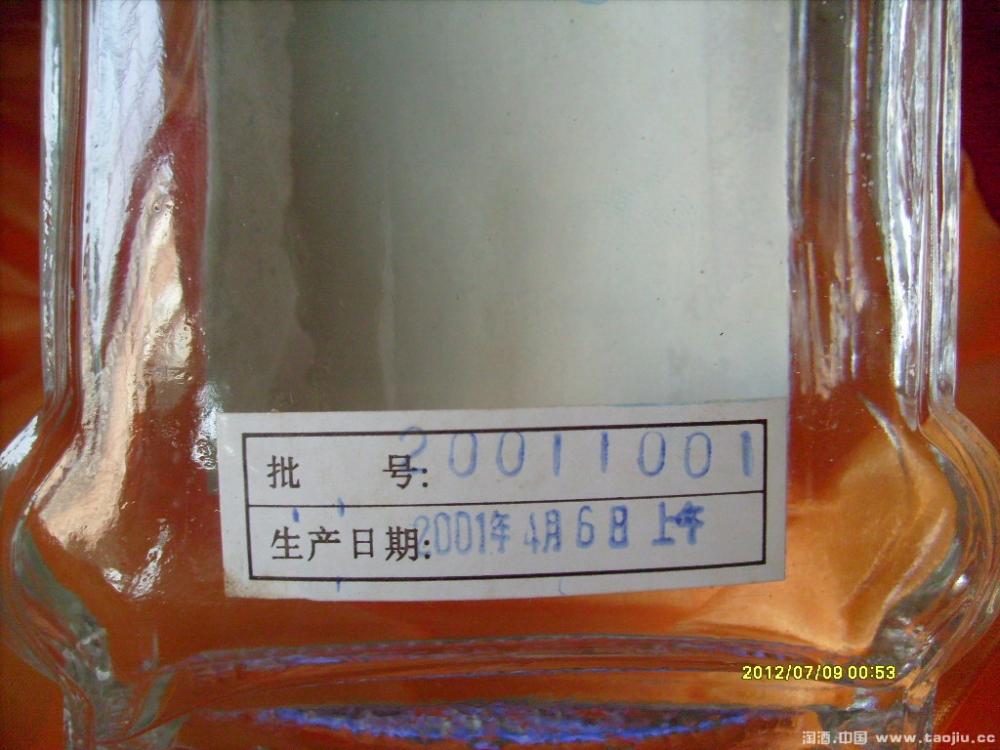 批 号: 20011001
生产日期: 2001年4月6日 上午
2012/07/09 00:53
淘酒.中国 www.taojiu.cc